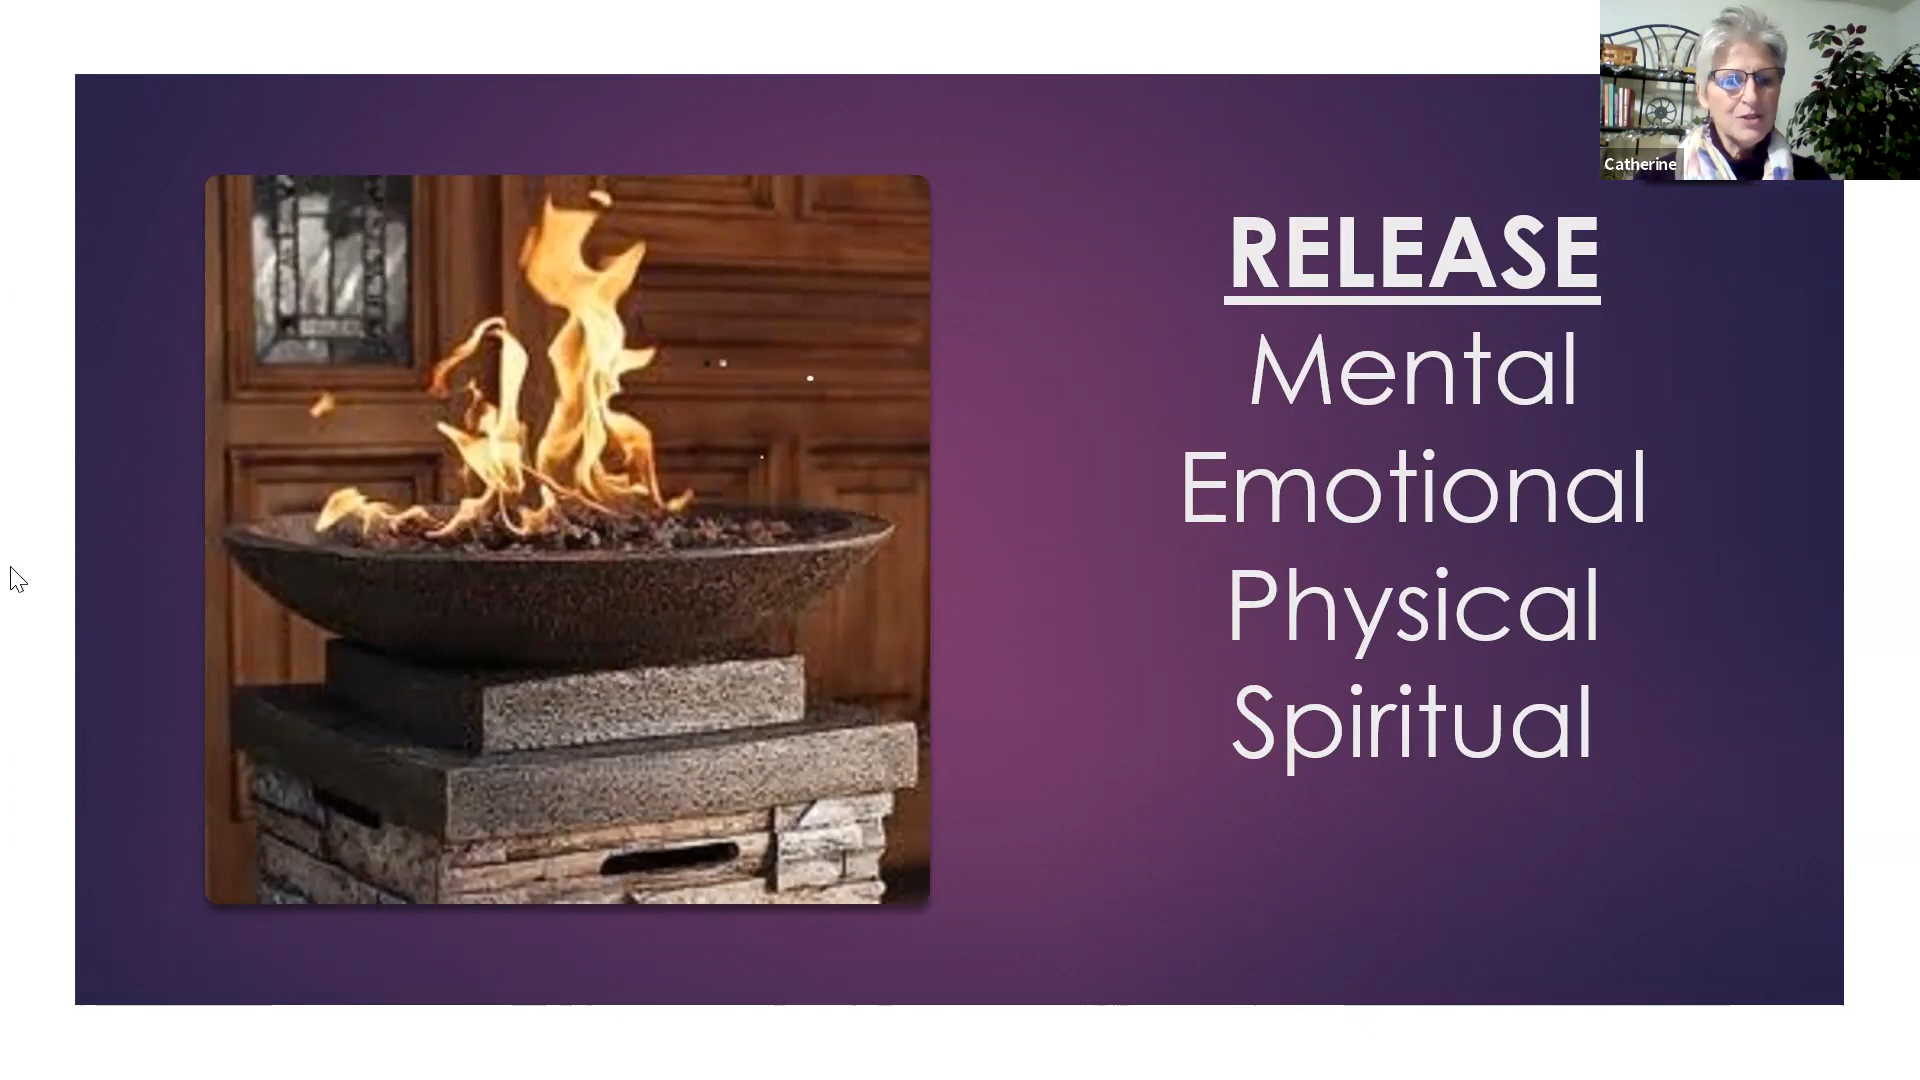 Catherine
RELEASE
Mental
Emotional
Physical
Spiritual